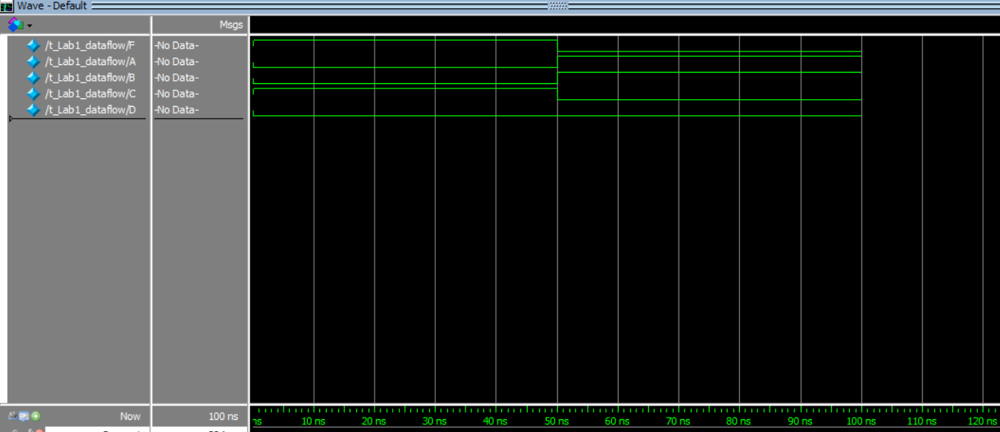 Wave - Default
Msgs
/t_Lab1_dataflow/F -No Data-
/t_Lab1_dataflow/A -No Data-
/t_Lab1_dataflow/B -No Data-
/t_Lab1_dataflow/C -No Data-
/t_Lab1_dataflow/D -No Data-
Now 100 ns
ns 10 ns 20 ns 30 ns 40 ns 50 ns 60 ns 70 ns 80 ns 90 ns 100 ns 110 ns 120 ns